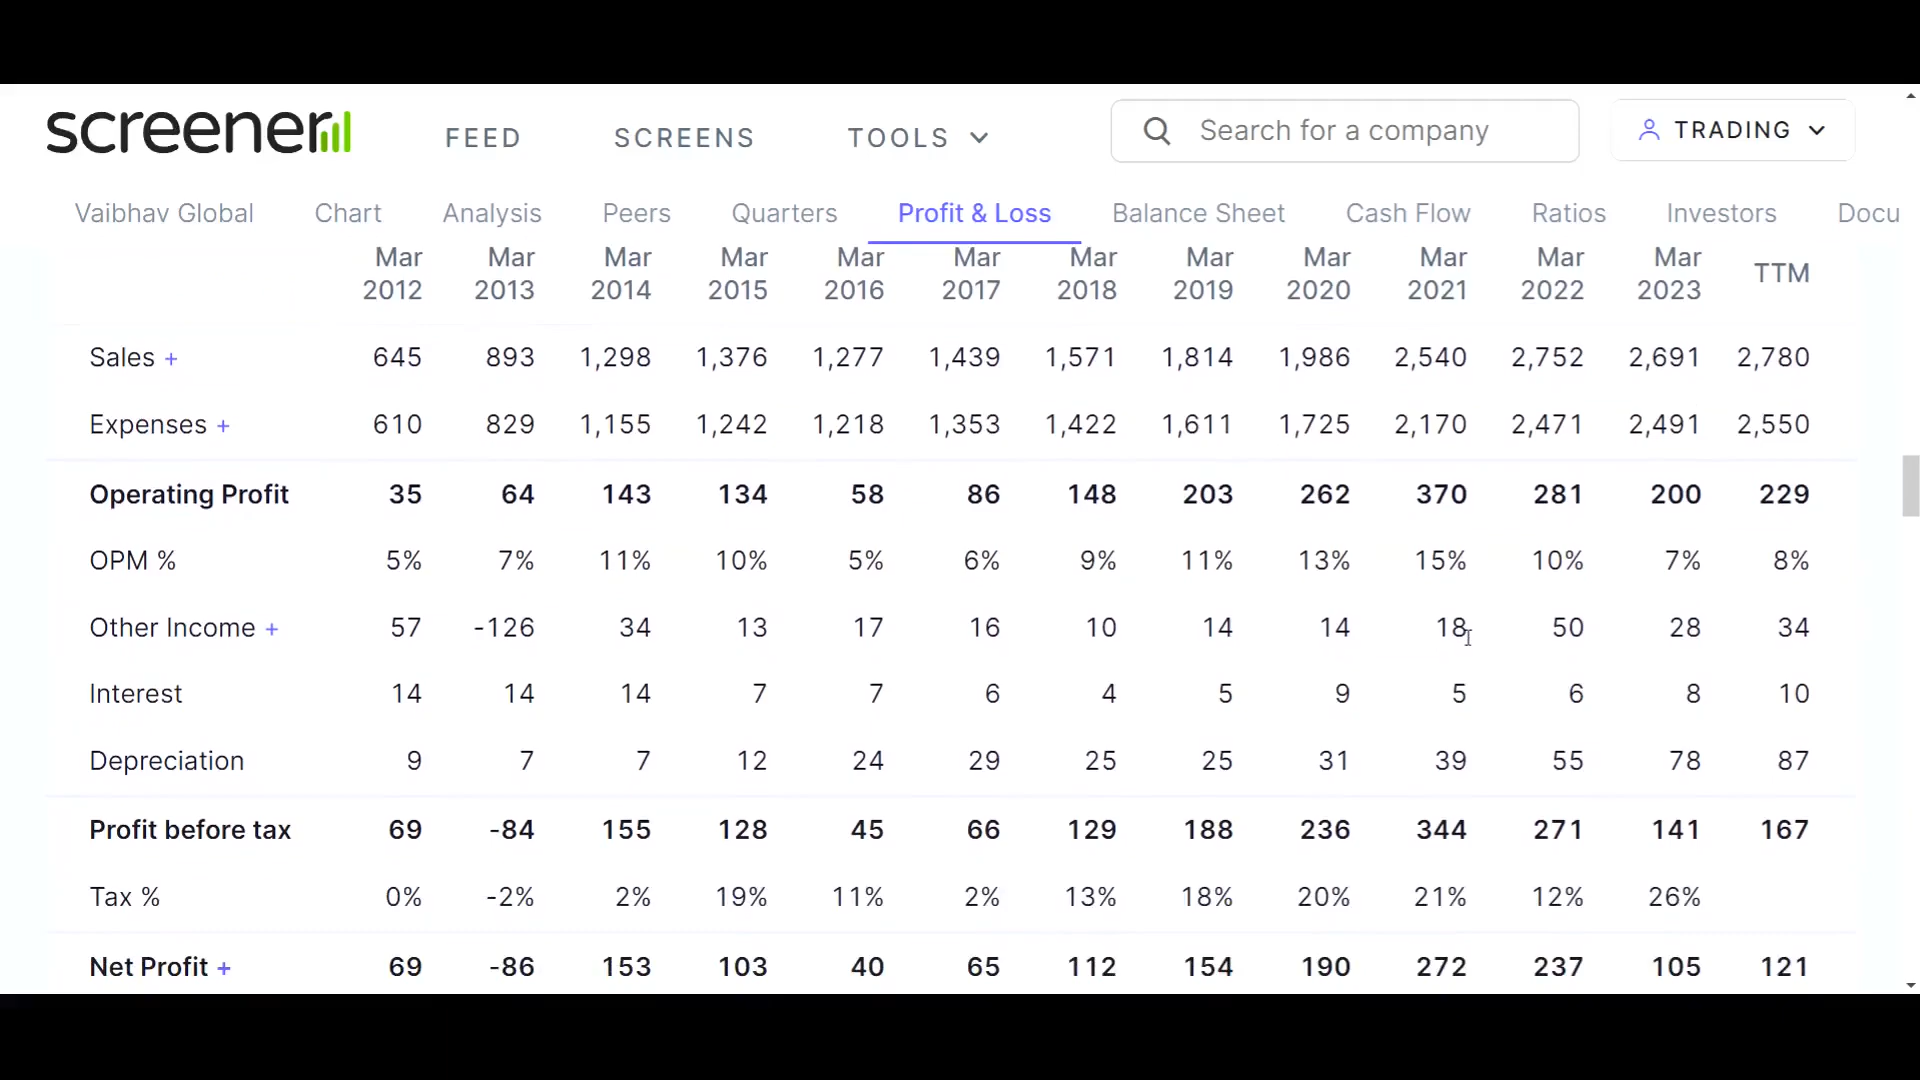 screener FEED SCREENS TOOLS Search for a company TRADING
Vaibhav Global Chart Analysis Peers Quarters Profit & Loss Balance Sheet Cash Flow Ratios Investors Docu
Mar Mar Mar Mar Mar Mar Mar Mar Mar Mar Mar Mar TTM
2012 2013 2014 2015 2016 2017 2018 2019 2020 2021 2022 2023
Sales + 645 893 1,298 1,376 1,277 1,439 1,571 1,814 1,986 2,540 2,752 2,691 2,780
Expenses + 610 829 1,155 1,242 1,218 1,353 1,422 1,611 1,725 2,170 2,471 2,491 2,550
Operating Profit 35 64 143 134 58 86 148 203 262 370 281 200 229
OPM % 5% 7% 11% 10% 5% 6% 9% 11% 13% 15% 10% 7% 8%
Other Income + 57 -126 34 13 17 16 10 14 14 18 50 28 34
Interest 14 14 14 7 7 6 4 5 9 5 6 8 10
Depreciation 9 7 7 12 24 29 25 25 31 39 55 78 87
Profit before tax 69 -84 155 128 45 66 129 188 236 344 271 141 167
Tax % 0% -2% 2% 19% 11% 2% 13% 18% 20% 21% 12% 26%
Net Profit + 69 -86 153 103 40 65 112 154 190 272 237 105 121